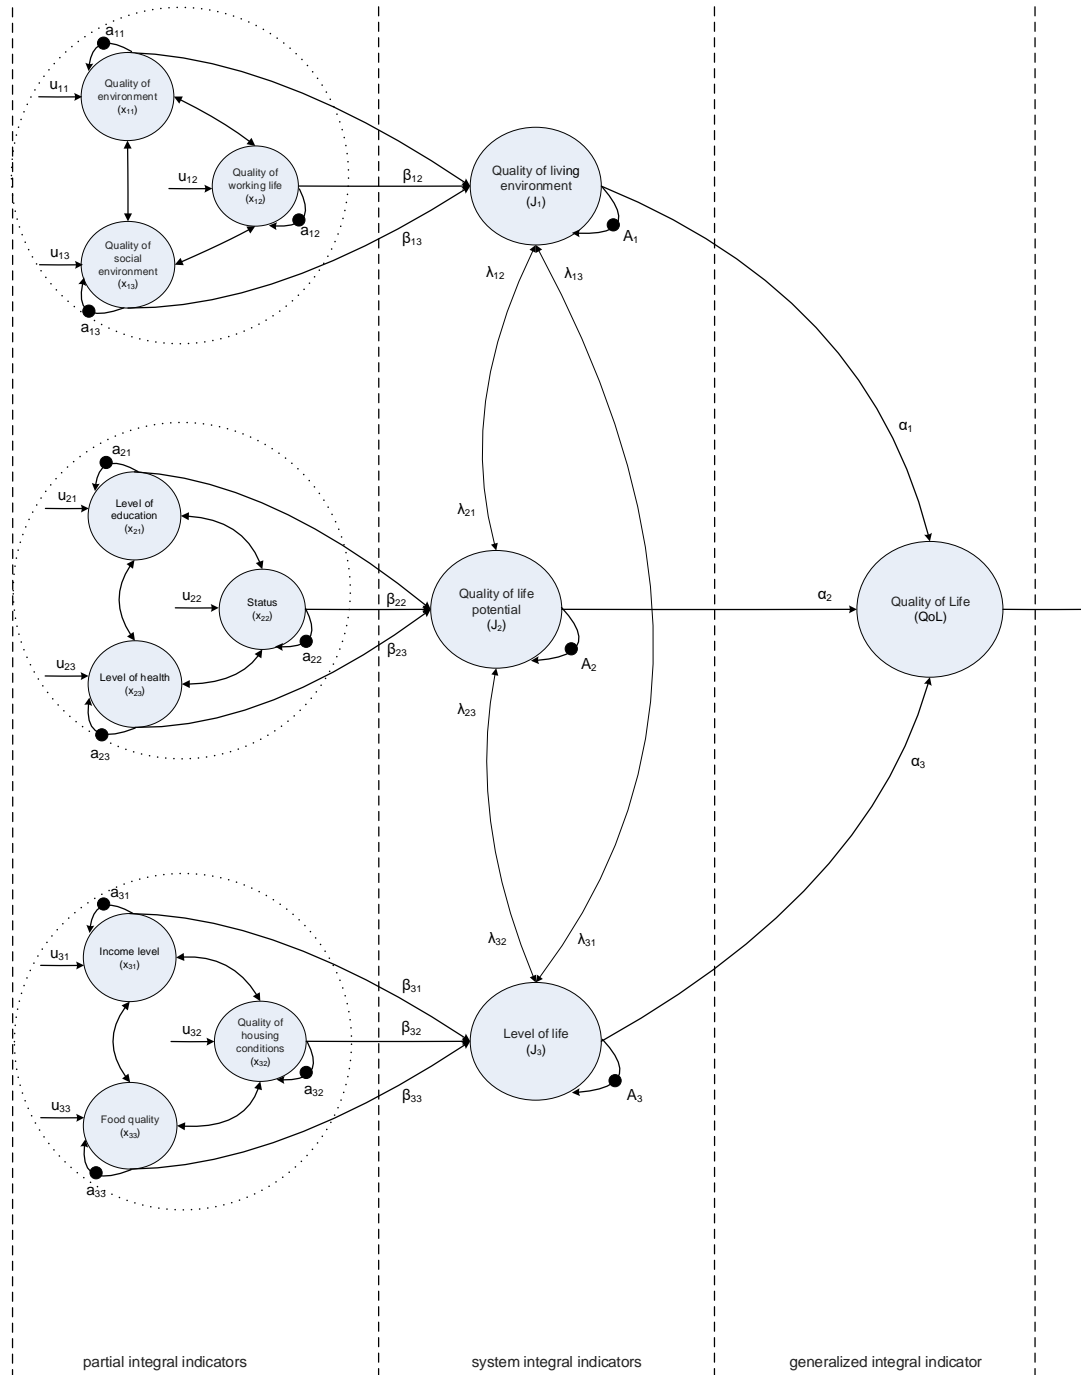 a₁₁
u₁₁
Quality of
environment
(x₁₁)
u₁₂
Quality of
working life
(x₁₂)
a₁₂
u₁₃
Quality of
social
environment
(x₁₃)
a₁₃
β₁₂
β₁₃
Quality of living
environment
(J₁)
A₁
λ₁₂
λ₁₃
α₁
a₂₁
u₂₁
Level of
education
(x₂₁)
u₂₂
Status
(x₂₂)
a₂₂
u₂₃
Level of health
(x₂₃)
a₂₃
β₂₂
β₂₃
λ₂₁
Quality of life
potential
(J₂)
A₂
λ₂₃
α₂
Quality of Life
(QoL)
α₃
a₃₁
u₃₁
Income level
(x₃₁)
u₃₂
Quality of
housing
conditions
(x₃₂)
a₃₂
u₃₃
Food quality
(x₃₃)
a₃₃
β₃₁
β₃₂
β₃₃
λ₃₂
λ₃₁
Level of life
(J₃)
A₃
partial integral indicators
system integral indicators
generalized integral indicator